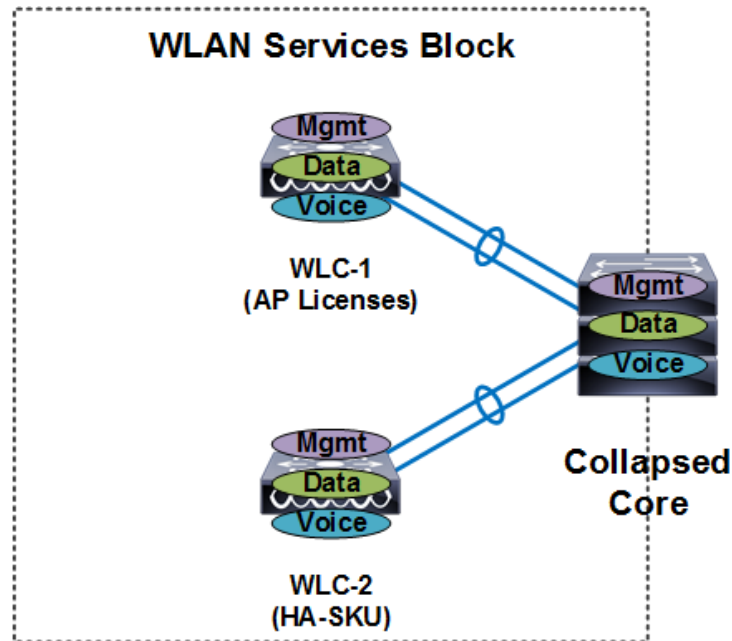 WLAN Services Block
Mgmt
Data
Voice
WLC-1
(AP Licenses)
Mgmt
Data
Voice
Collapsed
Core
Mgmt
Data
Voice
WLC-2
(HA-SKU)